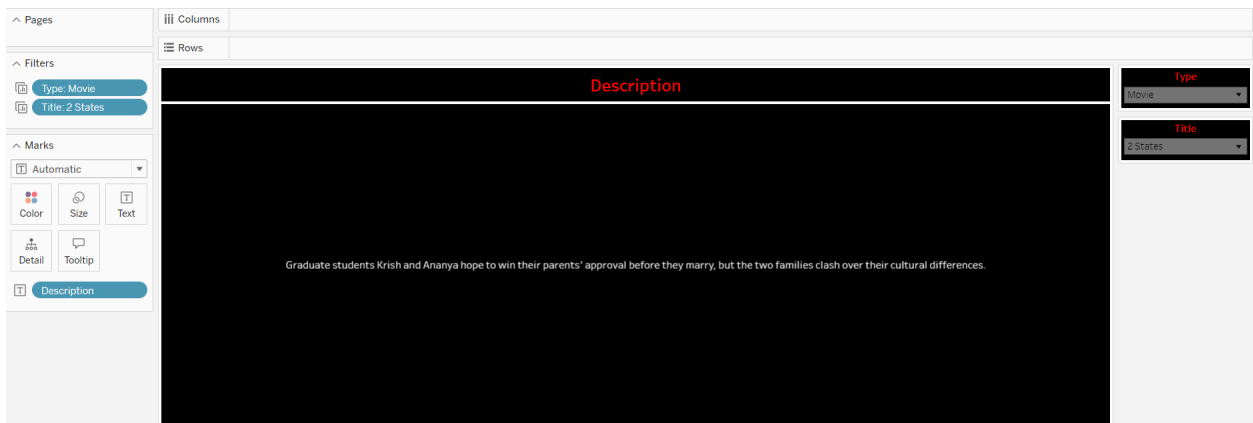 Pages
Columns
Rows
Filters
Type: Movie
Title: 2 States
Marks
Automatic
Color Size Text
Detail Tooltip
Description
Description
Graduate students Krish and Ananya hope to win their parents' approval before they marry, but the two families clash over their cultural differences.
Type
Movie
Title
2 States